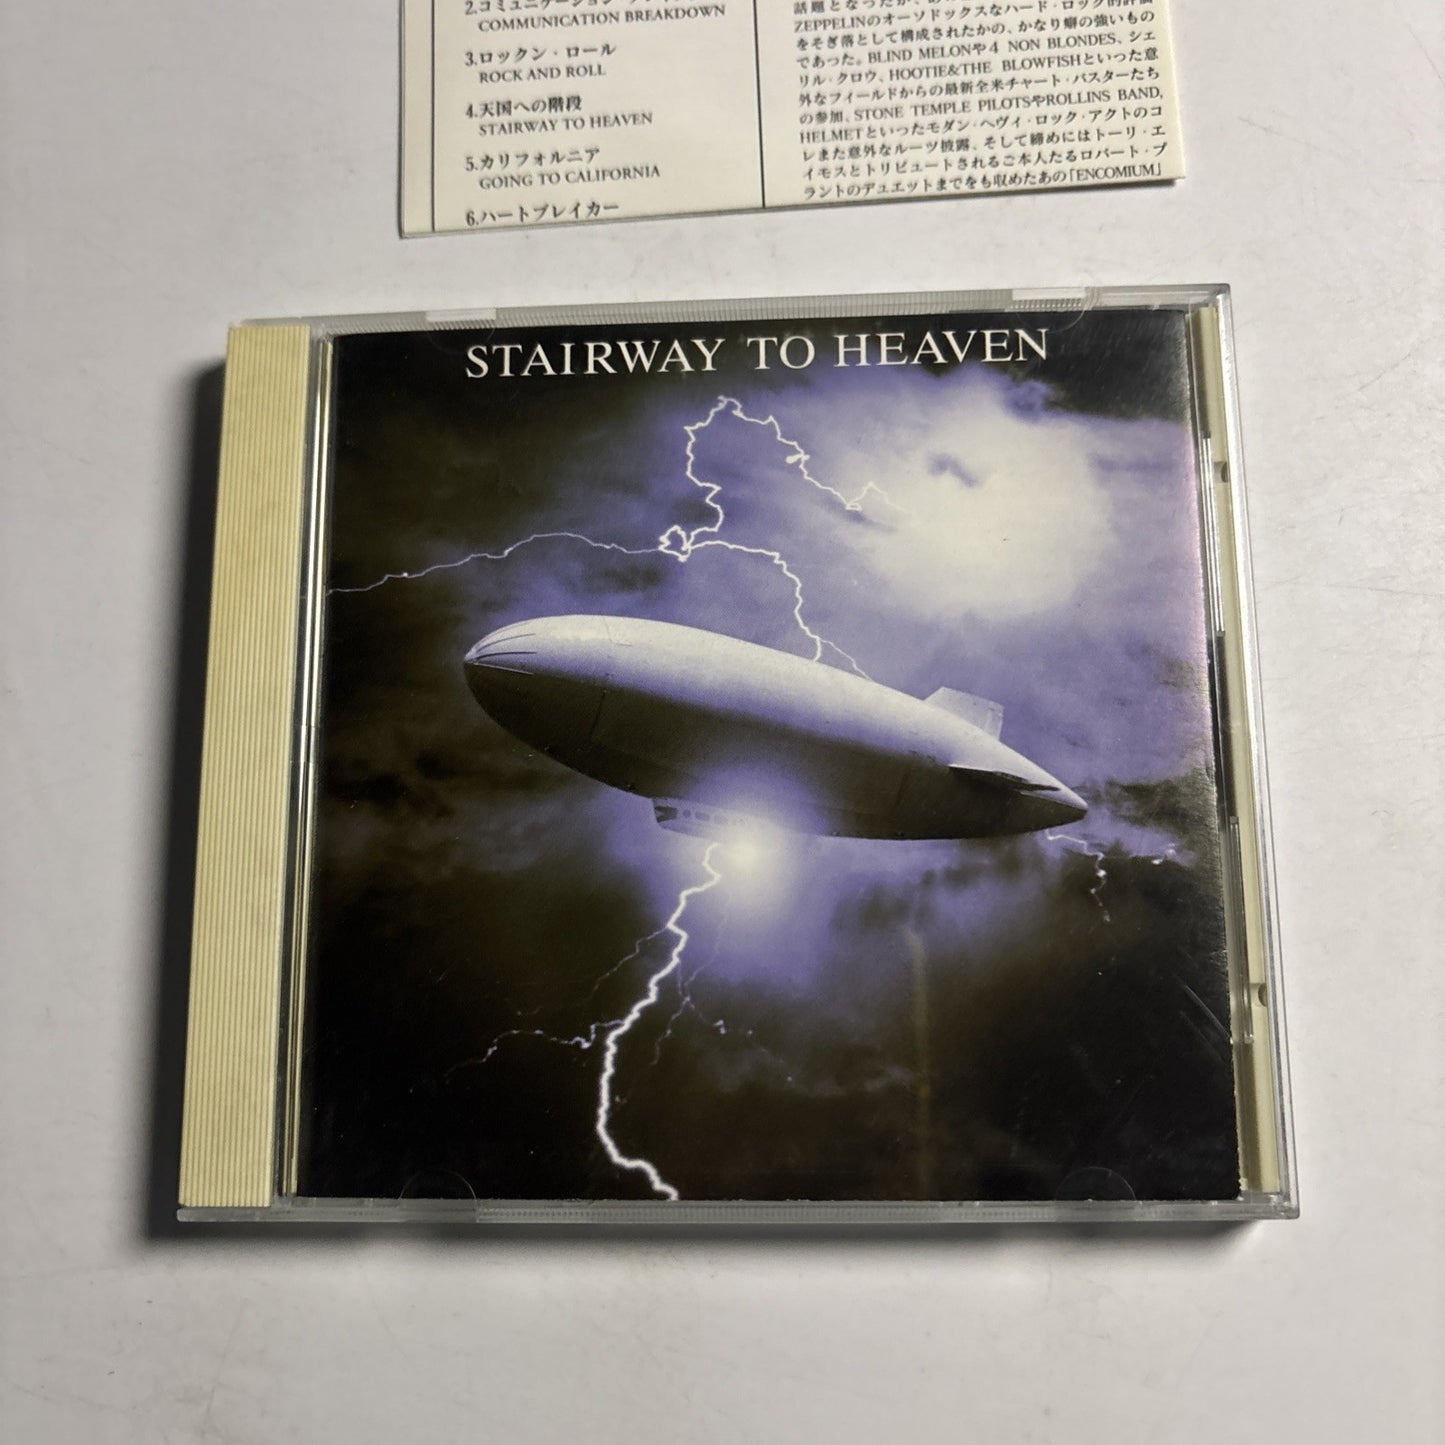 2.コミュニケーション・
COMMUNICATION BREAKDOWN
3.ロックン・ロール
ROCK AND ROLL
4.天国への階段
STAIRWAY TO HEAVEN
5.カリフォルニア
GOING TO CALIFORNIA
6.ハートブレイカー
話題となったが、
ZEPPELINのオーソドックスなハード・ロック的評価
をそぎ落として構成されたかの、かなり癖の強いもの
であった。BLIND MELONや4 NON BLONDES、シェ
リル・クロウ、HOOTIE&THE BLOWFISHといった意
外なフィールドからの最新全米チャート・バスターたち
の参加、STONE TEMPLE PILOTSやROLLINS BAND,
HELMETといったモダン・ヘヴィ・ロック・アクトのコ
レまた意外なルーツ披露、そして締めにはトーリ・エ
イモスとトリビュートされるご本人たるロバート・プ
ラントのデュエットまでをも収めたあの「ENCOMIUM」
STAIRWAY TO HEAVEN